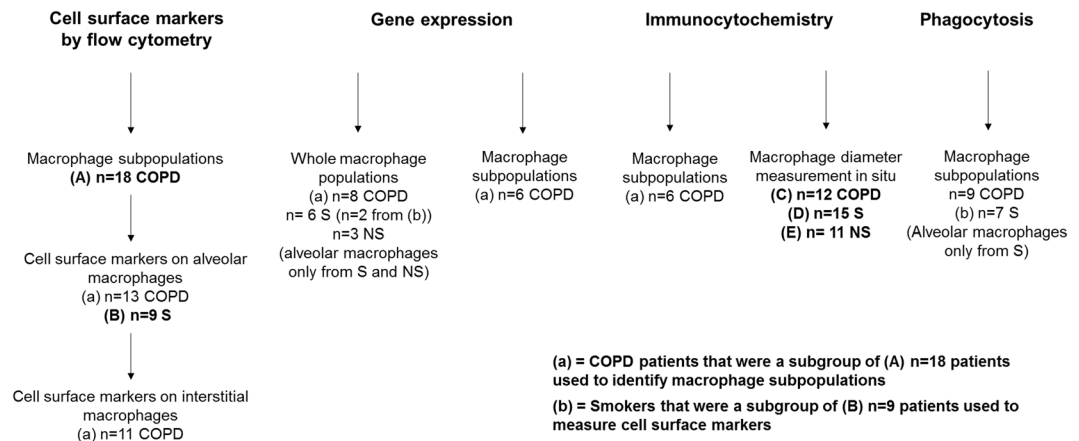 Cell surface markers
by flow cytometry
Macrophage subpopulations
(A) n=18 COPD
Cell surface markers on alveolar
macrophages
(a) n=13 COPD
(B) n=9 S
Cell surface markers on interstitial
macrophages
(a) n=11 COPD
Gene expression
Whole macrophage
populations
(a) n=8 COPD
n= 6 S (n=2 from (b))
n=3 NS
(alveolar macrophages
only from S and NS)
Macrophage
subpopulations
(a) n=6 COPD
Immunocytochemistry
Macrophage
subpopulations
(a) n=6 COPD
Macrophage diameter
measurement in situ
(C) n=12 COPD
(D) n=15 S
(E) n= 11 NS
Phagocytosis
Macrophage
subpopulations
n=9 COPD
(b) n=7 S
(Alveolar macrophages
only from S)
(a) = COPD patients that were a subgroup of (A) n=18 patients
used to identify macrophage subpopulations
(b) = Smokers that were a subgroup of (B) n=9 patients used to
measure cell surface markers